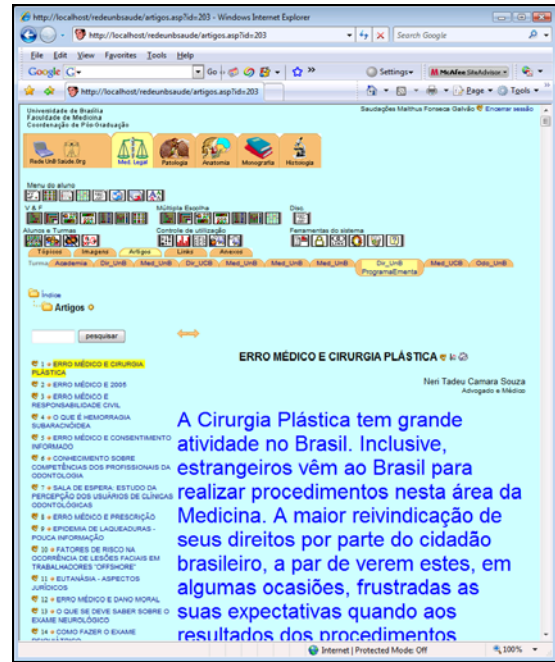 http://localhost/redeunbsaude/artigos.asp?id=203 - Windows Internet Explorer
http://localhost/redeunbsaude/artigos.asp?id=203
Search Google
File Edit View Favorites Tools Help
Google G Go Settings McAfee SiteAdvisor
http://localhost/redeunbsaude/artigos.asp?id=203 Page Tools
Universidade de Brasília
Faculdade de Medicina
Coordenação de Pós-Graduação
Saudações Malthus Fonseca Galvão Encerrar sessão
Rede UnB Saúde.Org Med. Legal Patologia Anatomia Monografia Histologia
Menu do aluno
V & F Múltipla Escolha Disc.
Alunos e Turmas Controle de utilização Ferramentas do sistema
Tópicos Imagens Artigos Links Anexos
Turma: Academia Dir_UnB Med_UnB Dir_UCB Med_UnB Med_UnB Med_UnB Dir_UnB ProgramaEmenta Med_UCB Odo_UnB
Índice
Artigos
pesquisar
ERRO MÉDICO E CIRURGIA PLÁSTICA
Neri Tadeu Camara Souza
Advogado e Médico
1 ERRO MÉDICO E CIRURGIA
PLÁSTICA
2 ERRO MÉDICO E 2005
3 ERRO MÉDICO E
RESPONSABILIDADE CIVIL
4 O QUE É HEMORRAGIA
SUBARACNÓIDEA
5 ERRO MÉDICO E CONSENTIMENTO
INFORMADO
6 CONHECIMENTO SOBRE
COMPETÊNCIAS DOS PROFISSIONAIS DA
ODONTOLOGIA
7 SALA DE ESPERA: ESTUDO DA
PERCEPÇÃO DOS USUÁRIOS DE CLÍNICAS
ODONTOLÓGICAS
8 ERRO MÉDICO E PRESCRIÇÃO
9 EPIDEMIA DE LAQUEADURAS -
POUCA INFORMAÇÃO
10 FATORES DE RISCO NA
OCORRÊNCIA DE LESÕES FACIAIS EM
TRABALHADORES "OFFSHORE"
11 EUTANÁSIA - ASPECTOS
JURÍDICOS
12 ERRO MÉDICO E DANO MORAL
13 O QUE SE DEVE SABER SOBRE O
EXAME NEUROLÓGICO
14 COMO FAZER O EXAME
A Cirurgia Plástica tem grande
atividade no Brasil. Inclusive,
estrangeiros vêm ao Brasil para
realizar procedimentos nesta área da
Medicina. A maior reivindicação de
seus direitos por parte do cidadão
brasileiro, a par de verem estes, em
algumas ocasiões, frustradas as
suas expectativas quando aos
resultados dos procedimentos
Internet | Protected Mode: Off 100%